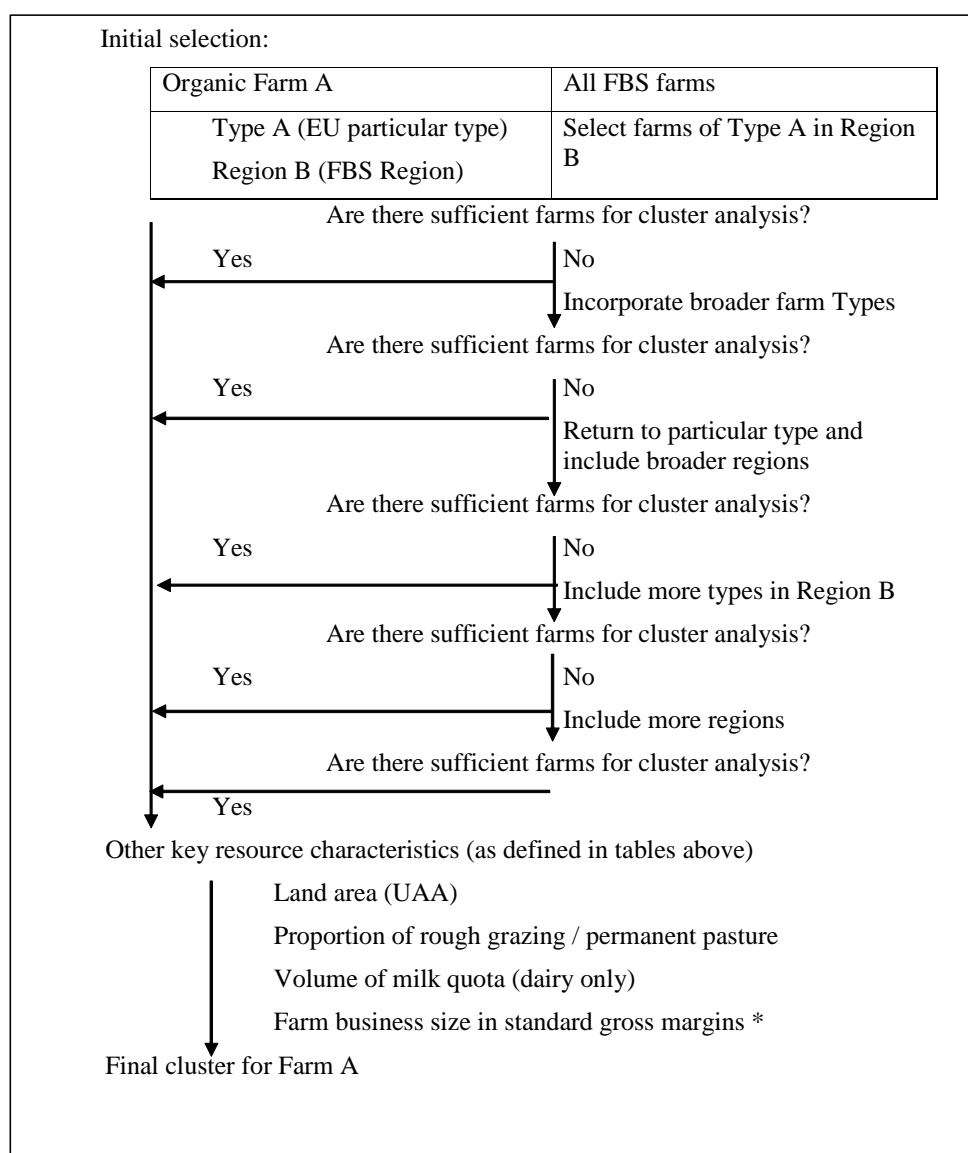 Initial selection:
Organic Farm A
All FBS farms
Type A (EU particular type)
Region B (FBS Region)
Select farms of Type A in Region
B
Are there sufficient farms for cluster analysis?
Yes
No
Incorporate broader farm Types
Are there sufficient farms for cluster analysis?
Yes
No
Return to particular type and
include broader regions
Are there sufficient farms for cluster analysis?
Yes
No
Include more types in Region B
Are there sufficient farms for cluster analysis?
Yes
No
Include more regions
Are there sufficient farms for cluster analysis?
Yes
Other key resource characteristics (as defined in tables above)
Land area (UAA)
Proportion of rough grazing / permanent pasture
Volume of milk quota (dairy only)
Farm business size in standard gross margins *
Final cluster for Farm A